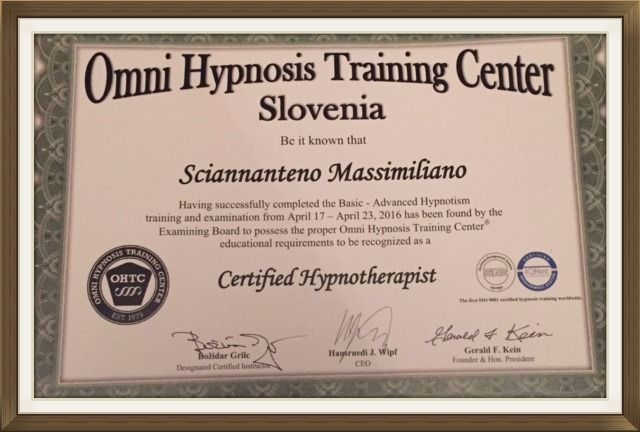 Omni Hypnosis Training Center
Slovenia
Be it known that
Sciannanteno Massimiliano
Having successfully completed the Basic - Advanced Hypnotism
training and examination from April 17 – April 23, 2016 has been found by the
Examining Board to possess the proper Omni Hypnosis Training Center®
educational requirements to be recognized as a
Certified Hypnotherapist
OMNI HYPNOSIS TRAINING CENTER
OHTC
EST 1979
The first ISO 9001 certified hypnosis training worldwide.
Božidar Grilc
Designated Certified Instructor
Hansruedi J. Wipf
CEO
Gerald F. Kein
Gerald F. Kein
Founder & Hon. President